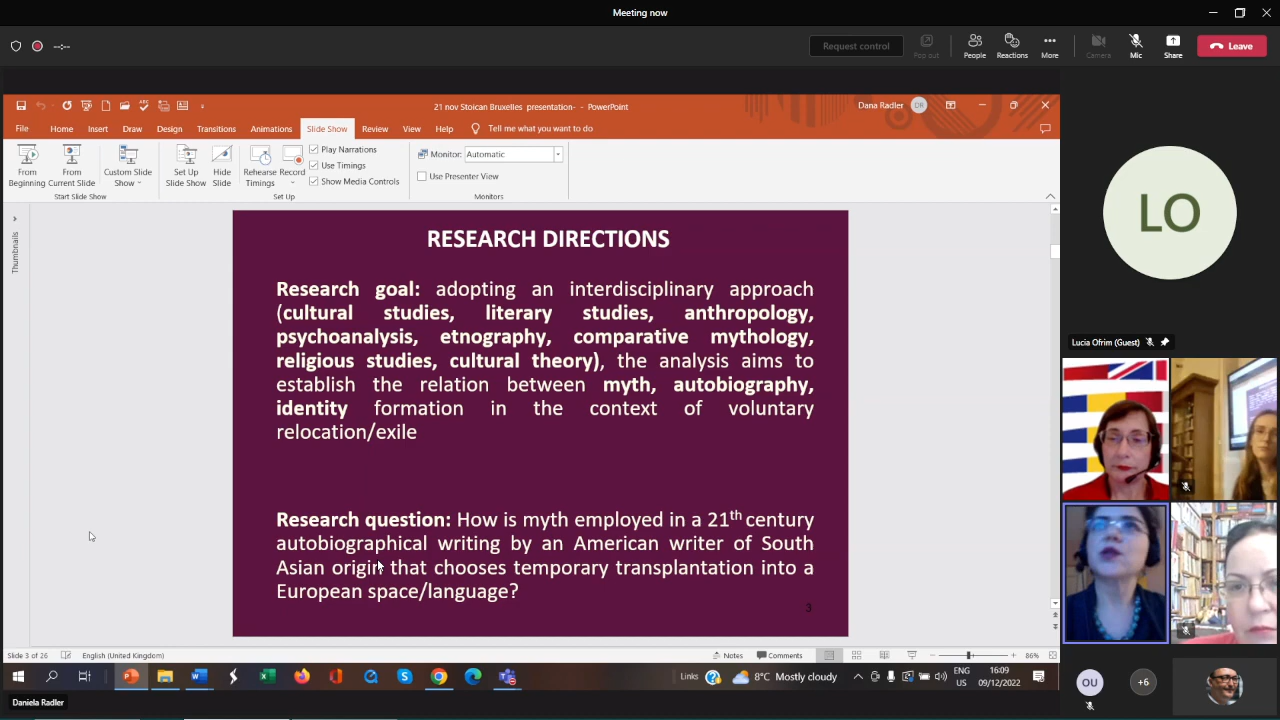 Meeting now
--:--
Request control
Pop out
People
Reactions
More
Camera
Mic
Share
Leave
21 nov Stoican Bruxelles presentation- - PowerPoint
Dana Radler
DR
File Home Insert Draw Design Transitions Animations Slide Show Review View Help Tell me what you want to do
From Beginning
From Current Slide
Custom Slide Show
Start Slide Show
Set Up Slide Show
Hide Slide
Rehearse Timings
Record
Play Narrations
Use Timings
Show Media Controls
Set Up
Monitor: Automatic
Use Presenter View
Monitors
Thumbnails
RESEARCH DIRECTIONS
Research goal: adopting an interdisciplinary approach
(cultural studies, literary studies, anthropology,
psychoanalysis, etnography, comparative mythology,
religious studies, cultural theory), the analysis aims to
establish the relation between myth, autobiography,
identity formation in the context of voluntary
relocation/exile
Research question: How is myth employed in a 21th century
autobiographical writing by an American writer of South
Asian origin that chooses temporary transplantation into a
European space/language?
3
LO
Lucia Ofrim (Guest)
OU
+6
Slide 3 of 26
English (United Kingdom)
Notes
Comments
86%
Links
8°C Mostly cloudy
ENG
US
16:09
09/12/2022
Daniela Radler